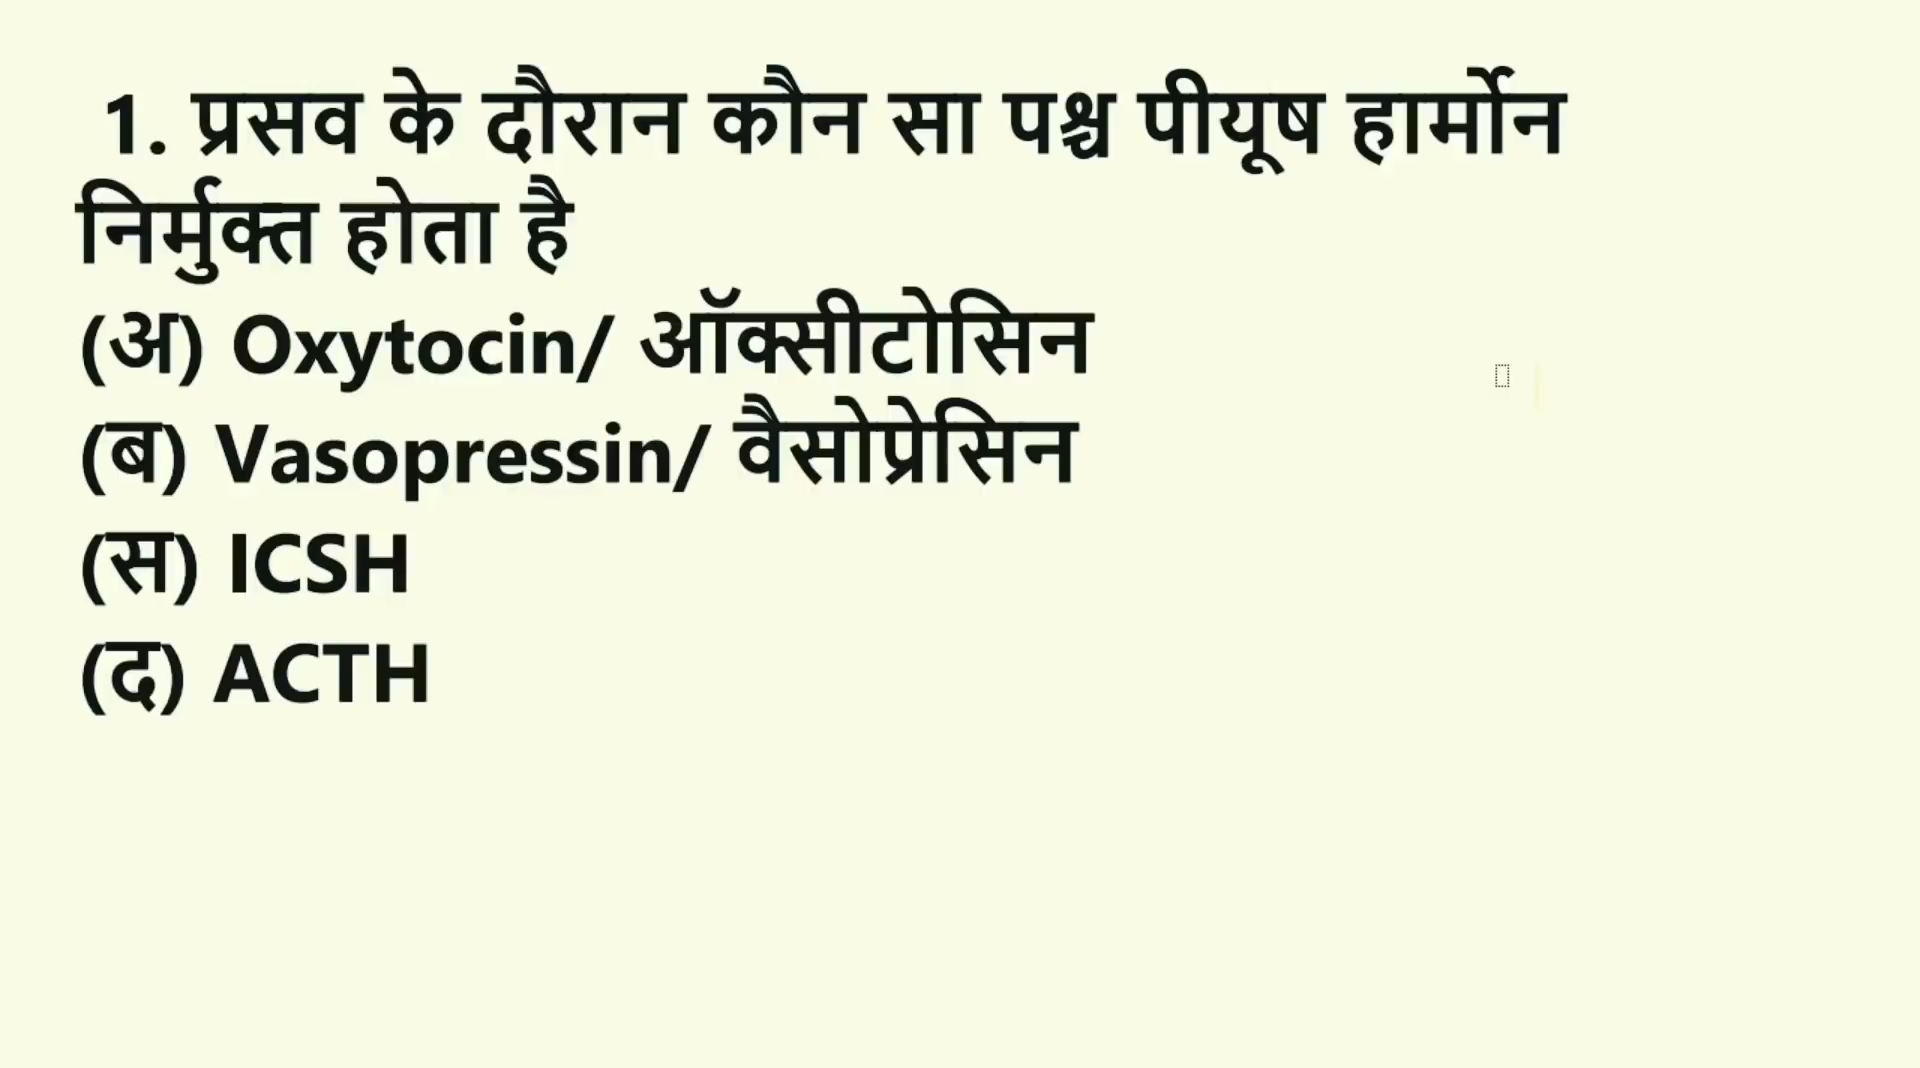 1. प्रसव के दौरान कौन सा पश्च पीयूष हार्मोन
निर्मुक्त होता है
(अ) Oxytocin/ ऑक्सीटोसिन
(ब) Vasopressin/ वैसोप्रेसिन
(स) ICSH
(द) ACTH